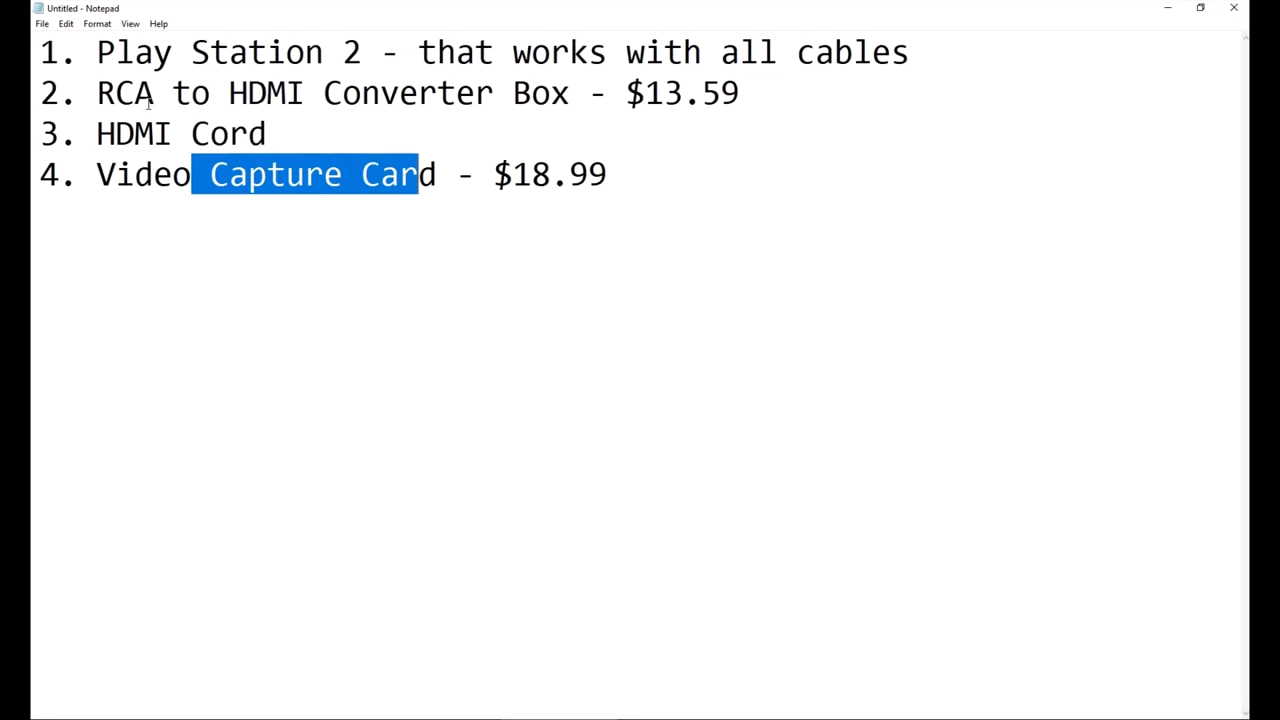 Untitled - Notepad
File Edit Format View Help
1. Play Station 2 - that works with all cables
2. RCA to HDMI Converter Box - $13.59
3. HDMI Cord
4. Video Capture Card - $18.99